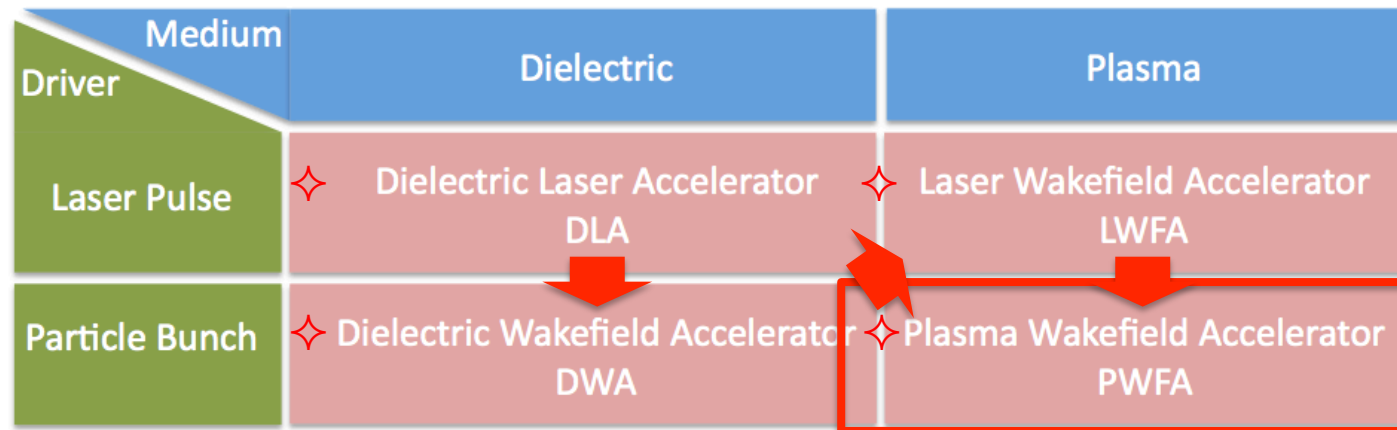 Medium
Driver
Dielectric
Plasma
Laser Pulse
Dielectric Laser Accelerator
DLA
Laser Wakefield Accelerator
LWFA
Particle Bunch
Dielectric Wakefield Accelerator
DWA
Plasma Wakefield Accelerator
PWFA